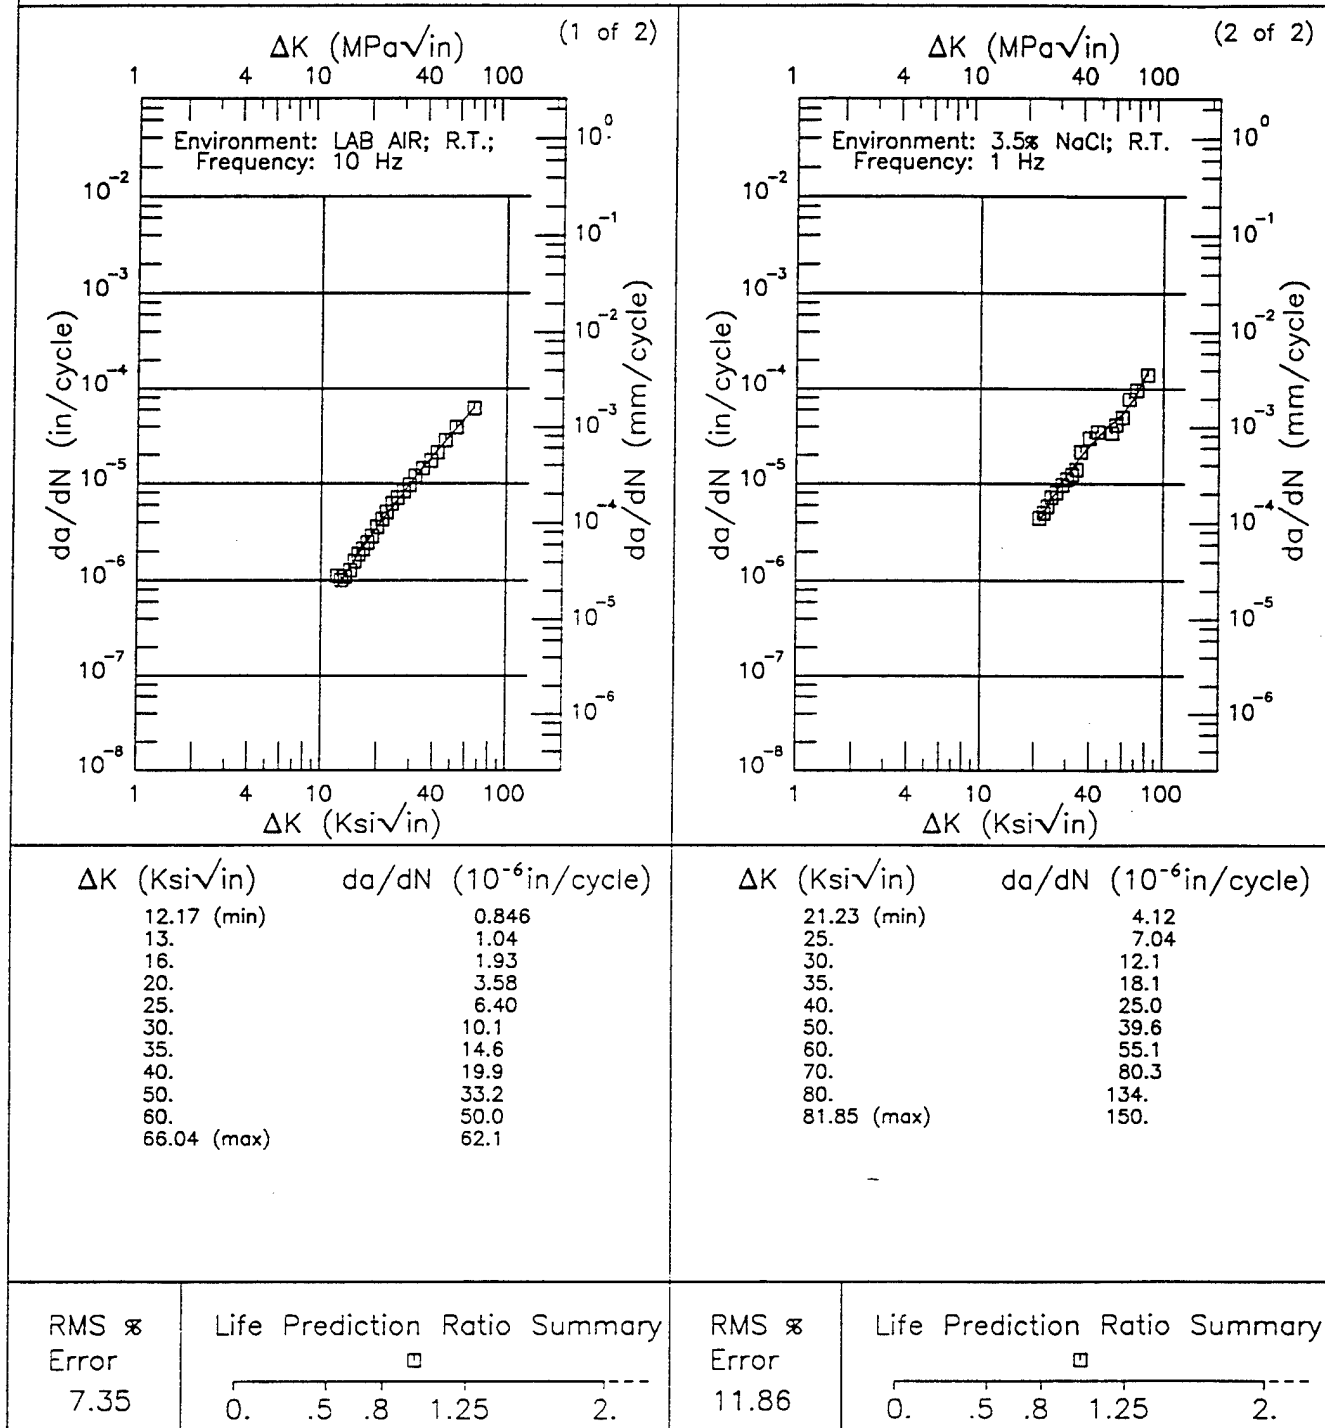 (1 of 2)
ΔK (MPa√in)
1 4 10 40 100
Environment: LAB AIR; R.T.;
Frequency: 10 Hz
da/dN (in/cycle)
10⁻²
10⁻³
10⁻⁴
10⁻⁵
10⁻⁶
10⁻⁷
10⁻⁸
10⁰
10⁻¹
10⁻²
10⁻³
10⁻⁴
10⁻⁵
10⁻⁶
da/dN (mm/cycle)
1 4 10 40 100
ΔK (Ksi√in)
(2 of 2)
ΔK (MPa√in)
1 4 10 40 100
Environment: 3.5% NaCl; R.T.
Frequency: 1 Hz
da/dN (in/cycle)
10⁻²
10⁻³
10⁻⁴
10⁻⁵
10⁻⁶
10⁻⁷
10⁻⁸
10⁰
10⁻¹
10⁻²
10⁻³
10⁻⁴
10⁻⁵
10⁻⁶
da/dN (mm/cycle)
1 4 10 40 100
ΔK (Ksi√in)
ΔK (Ksi√in) da/dN (10⁻⁶in/cycle)
12.17 (min) 0.846
13. 1.04
16. 1.93
20. 3.58
25. 6.40
30. 10.1
35. 14.6
40. 19.9
50. 33.2
60. 50.0
66.04 (max) 62.1
ΔK (Ksi√in) da/dN (10⁻⁶in/cycle)
21.23 (min) 4.12
25. 7.04
30. 12.1
35. 18.1
40. 25.0
50. 39.6
60. 55.1
70. 80.3
80. 134.
81.85 (max) 150.
RMS %
Error
7.35
Life Prediction Ratio Summary
0. .5 .8 1.25 2.
RMS %
Error
11.86
Life Prediction Ratio Summary
0. .5 .8 1.25 2.